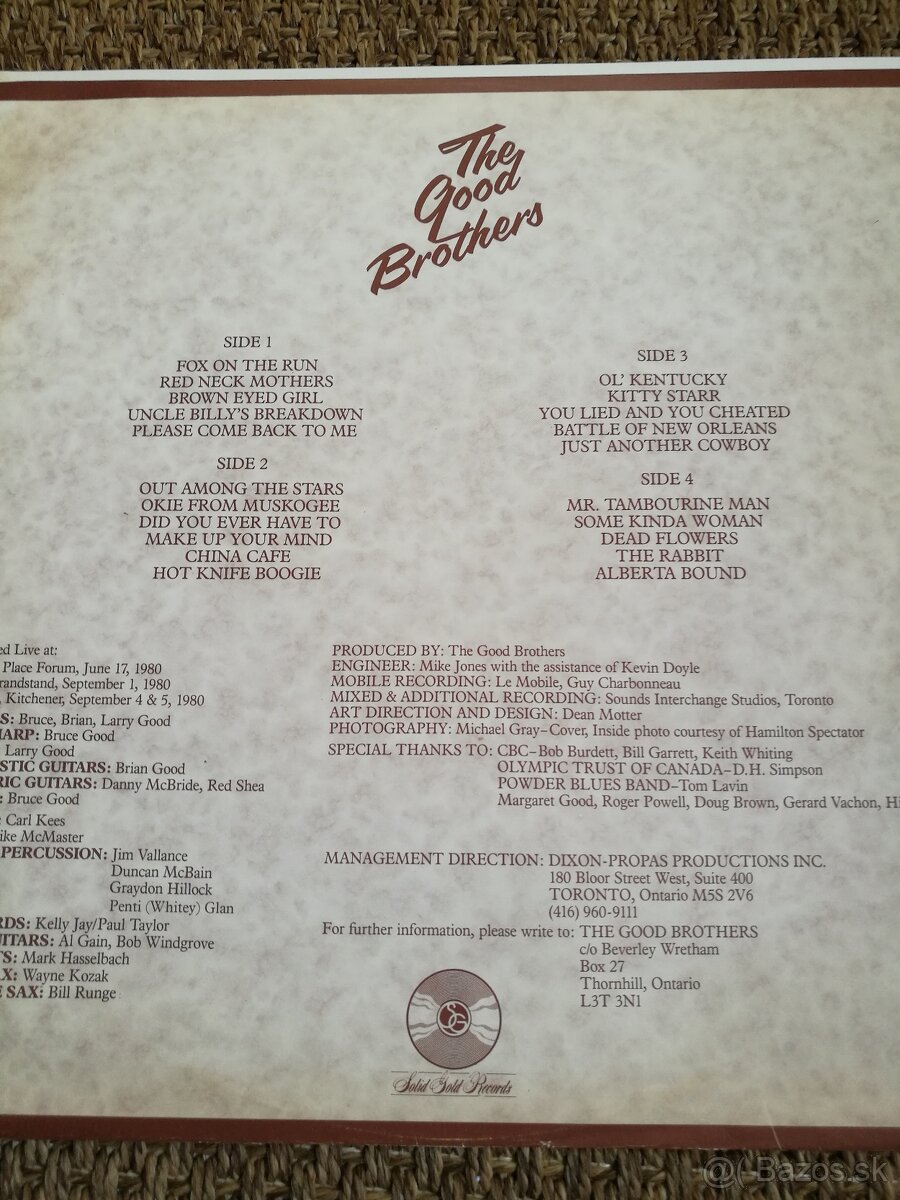 The
Good
Brothers
SIDE 1
FOX ON THE RUN
RED NECK MOTHERS
BROWN EYED GIRL
UNCLE BILLY'S BREAKDOWN
PLEASE COME BACK TO ME
SIDE 2
OUT AMONG THE STARS
OKIE FROM MUSKOGEE
DID YOU EVER HAVE TO
MAKE UP YOUR MIND
CHINA CAFE
HOT KNIFE BOOGIE
SIDE 3
OL' KENTUCKY
KITTY STARR
YOU LIED AND YOU CHEATED
BATTLE OF NEW ORLEANS
JUST ANOTHER COWBOY
SIDE 4
MR. TAMBOURINE MAN
SOME KINDA WOMAN
DEAD FLOWERS
THE RABBIT
ALBERTA BOUND
ed Live at:
Place Forum, June 17, 1980
randstand, September 1, 1980
, Kitchener, September 4 & 5, 1980
S: Bruce, Brian, Larry Good
HARP: Bruce Good
Larry Good
STIC GUITARS: Brian Good
RIC GUITARS: Danny McBride, Red Shea
: Bruce Good
: Carl Kees
ike McMaster
PERCUSSION: Jim Vallance
Duncan McBain
Graydon Hillock
Penti (Whitey) Glan
RDS: Kelly Jay/Paul Taylor
UITARS: Al Gain, Bob Windgrove
TS: Mark Hasselbach
X: Wayne Kozak
E SAX: Bill Runge
PRODUCED BY: The Good Brothers
ENGINEER: Mike Jones with the assistance of Kevin Doyle
MOBILE RECORDING: Le Mobile, Guy Charbonneau
MIXED & ADDITIONAL RECORDING: Sounds Interchange Studios, Toronto
ART DIRECTION AND DESIGN: Dean Motter
PHOTOGRAPHY: Michael Gray–Cover, Inside photo courtesy of Hamilton Spectator
SPECIAL THANKS TO: CBC–Bob Burdett, Bill Garrett, Keith Whiting
OLYMPIC TRUST OF CANADA–D.H. Simpson
POWDER BLUES BAND–Tom Lavin
Margaret Good, Roger Powell, Doug Brown, Gerard Vachon, H
MANAGEMENT DIRECTION: DIXON-PROPAS PRODUCTIONS INC.
180 Bloor Street West, Suite 400
TORONTO, Ontario M5S 2V6
(416) 960-9111
For further information, please write to: THE GOOD BROTHERS
c/o Beverley Wretham
Box 27
Thornhill, Ontario
L3T 3N1
SG
Solid Gold Records
@ Bazos.sk